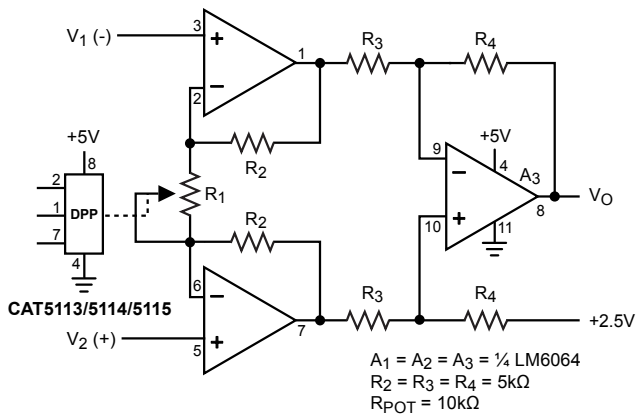 V1 (-)
3
+
1
R3
R4
2
−
R2
+5V
8
+5V
9
4
−
A3
R1
2
1
DPP
7
VO
8
+
10
11
R2
4
6
−
CAT5113/5114/5115
7
R3
R4
+2.5V
V2 (+)
5
+
A1 = A2 = A3 = ¼ LM6064
R2 = R3 = R4 = 5kΩ
RPOT = 10kΩ